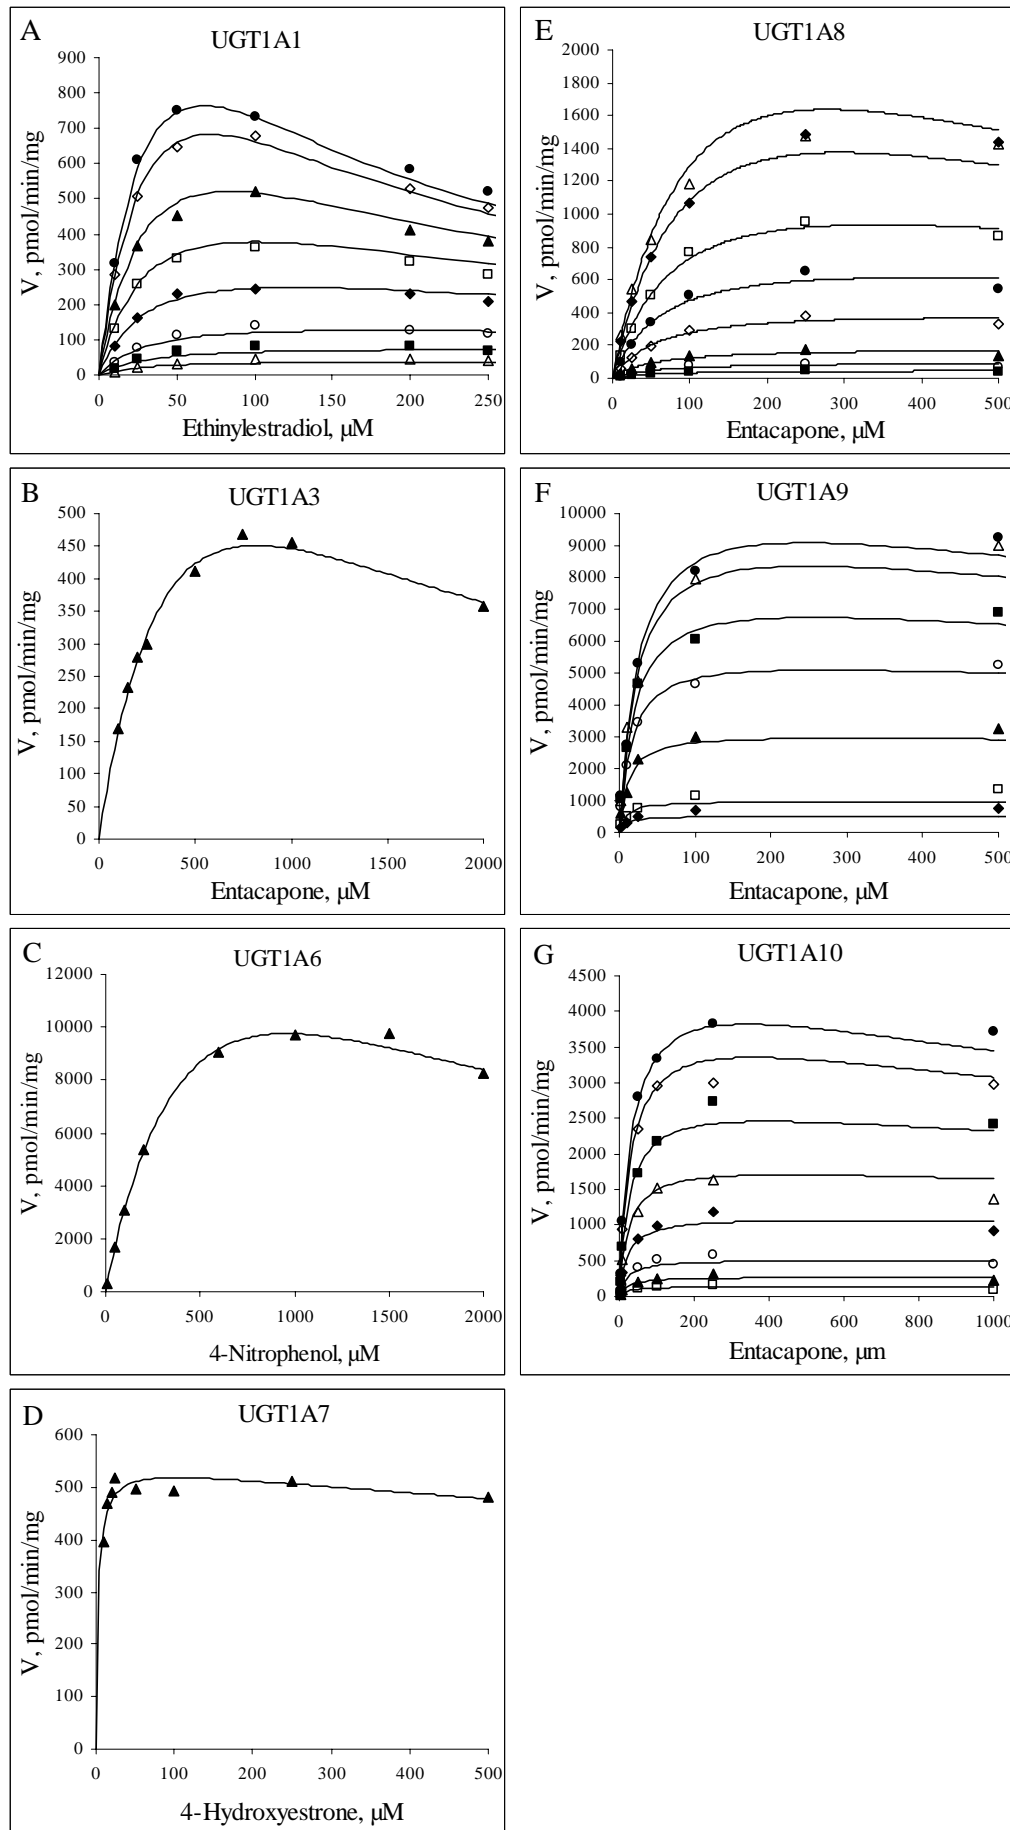 A
UGT1A1
V, pmol/min/mg
900
800
700
600
500
400
300
200
100
0
0 50 100 150 200 250
Ethinylestradiol, µM
B
UGT1A3
V, pmol/min/mg
500
450
400
350
300
250
200
150
100
50
0
0 500 1000 1500 2000
Entacapone, µM
C
UGT1A6
V, pmol/min/mg
12000
10000
8000
6000
4000
2000
0
0 500 1000 1500 2000
4-Nitrophenol, µM
D
UGT1A7
V, pmol/min/mg
600
500
400
300
200
100
0
0 100 200 300 400 500
4-Hydroxyestrone, µM
E
UGT1A8
V, pmol/min/mg
2000
1800
1600
1400
1200
1000
800
600
400
200
0
0 100 200 300 400 500
Entacapone, µM
F
UGT1A9
V, pmol/min/mg
10000
9000
8000
7000
6000
5000
4000
3000
2000
1000
0
0 100 200 300 400 500
Entacapone, µM
G
UGT1A10
V, pmol/min/mg
4500
4000
3500
3000
2500
2000
1500
1000
500
0
0 200 400 600 800 1000
Entacapone, µm